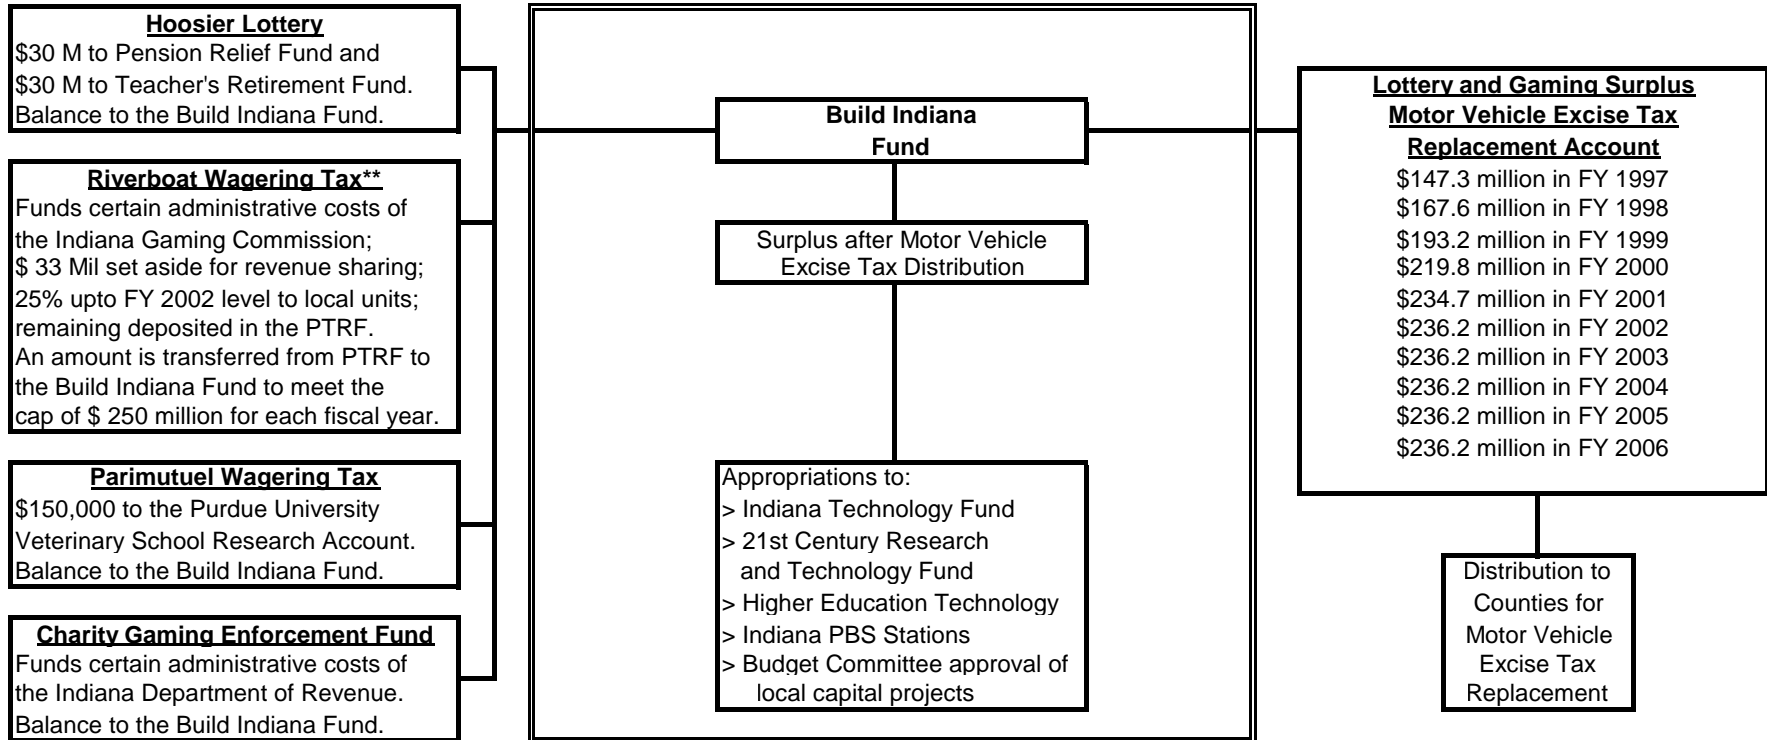 Hoosier Lottery
$30 M to Pension Relief Fund and
$30 M to Teacher's Retirement Fund.
Balance to the Build Indiana Fund.
Riverboat Wagering Tax**
Funds certain administrative costs of
the Indiana Gaming Commission;
$ 33 Mil set aside for revenue sharing;
25% upto FY 2002 level to local units;
remaining deposited in the PTRF.
An amount is transferred from PTRF to
the Build Indiana Fund to meet the
cap of $ 250 million for each fiscal year.
Parimutuel Wagering Tax
$150,000 to the Purdue University
Veterinary School Research Account.
Balance to the Build Indiana Fund.
Charity Gaming Enforcement Fund
Funds certain administrative costs of
the Indiana Department of Revenue.
Balance to the Build Indiana Fund.
Build Indiana
Fund
Surplus after Motor Vehicle
Excise Tax Distribution
Appropriations to:
> Indiana Technology Fund
> 21st Century Research
and Technology Fund
> Higher Education Technology
> Indiana PBS Stations
> Budget Committee approval of
local capital projects
Lottery and Gaming Surplus
Motor Vehicle Excise Tax
Replacement Account
$147.3 million in FY 1997
$167.6 million in FY 1998
$193.2 million in FY 1999
$219.8 million in FY 2000
$234.7 million in FY 2001
$236.2 million in FY 2002
$236.2 million in FY 2003
$236.2 million in FY 2004
$236.2 million in FY 2005
$236.2 million in FY 2006
Distribution to
Counties for
Motor Vehicle
Excise Tax
Replacement